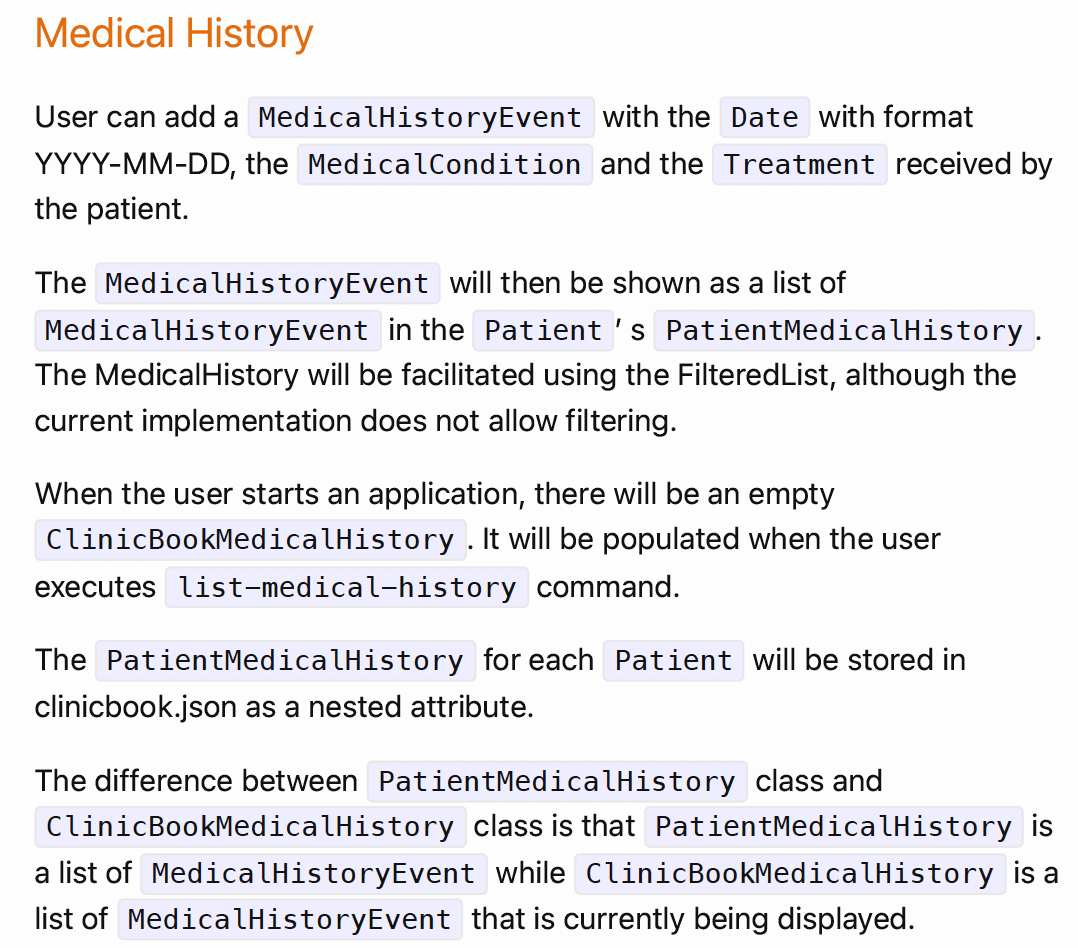 Medical History
User can add a MedicalHistoryEvent with the Date with format
YYYY-MM-DD, the MedicalCondition and the Treatment received by
the patient.
The MedicalHistoryEvent will then be shown as a list of
MedicalHistoryEvent in the Patient’ s PatientMedicalHistory.
The MedicalHistory will be facilitated using the FilteredList, although the
current implementation does not allow filtering.
When the user starts an application, there will be an empty
ClinicBookMedicalHistory. It will be populated when the user
executes list-medical-history command.
The PatientMedicalHistory for each Patient will be stored in
clinicbook.json as a nested attribute.
The difference between PatientMedicalHistory class and
ClinicBookMedicalHistory class is that PatientMedicalHistory is
a list of MedicalHistoryEvent while ClinicBookMedicalHistory is a
list of MedicalHistoryEvent that is currently being displayed.